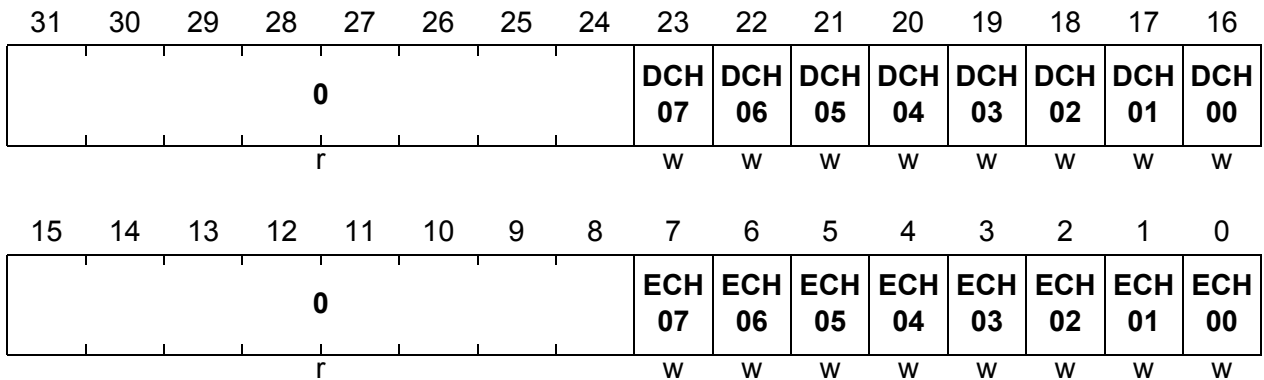 31 30 29 28 27 26 25 24 23 22 21 20 19 18 17 16
0 DCH 07 DCH 06 DCH 05 DCH 04 DCH 03 DCH 02 DCH 01 DCH 00
r w w w w w w w w
15 14 13 12 11 10 9 8 7 6 5 4 3 2 1 0
0 ECH 07 ECH 06 ECH 05 ECH 04 ECH 03 ECH 02 ECH 01 ECH 00
r w w w w w w w w